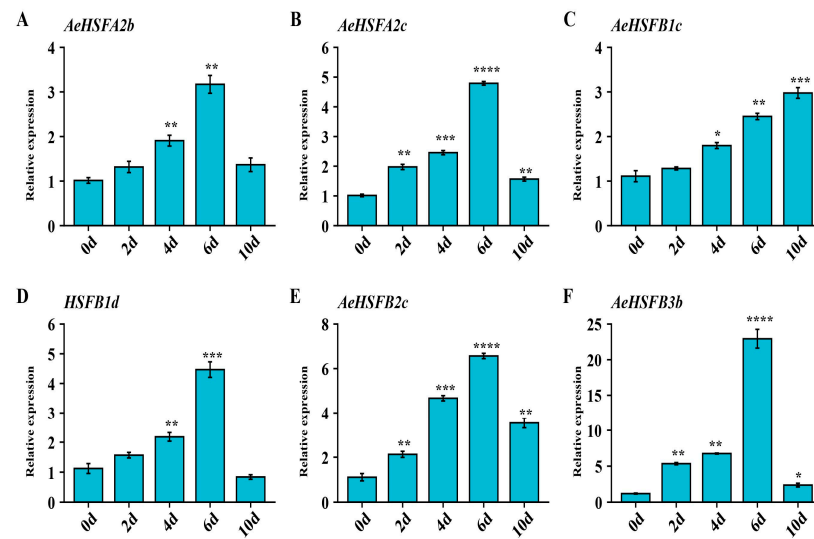 A AeHSFA2b
Relative expression
4
3
2
1
0
** **
0d 2d 4d 6d 10d
B AeHSFA2c
Relative expression
6
5
4
3
2
1
0
** *** **** **
0d 2d 4d 6d 10d
C AeHSFB1c
Relative expression
4
3
2
1
0
* ** ***
0d 2d 4d 6d 10d
D HSFB1d
Relative expression
6
5
4
3
2
1
0
** ***
0d 2d 4d 6d 10d
E AeHSFB2c
Relative expression
8
6
4
2
0
** *** **** **
0d 2d 4d 6d 10d
F AeHSFB3b
Relative expression
25
20
15
10
5
0
** ** **** *
0d 2d 4d 6d 10d